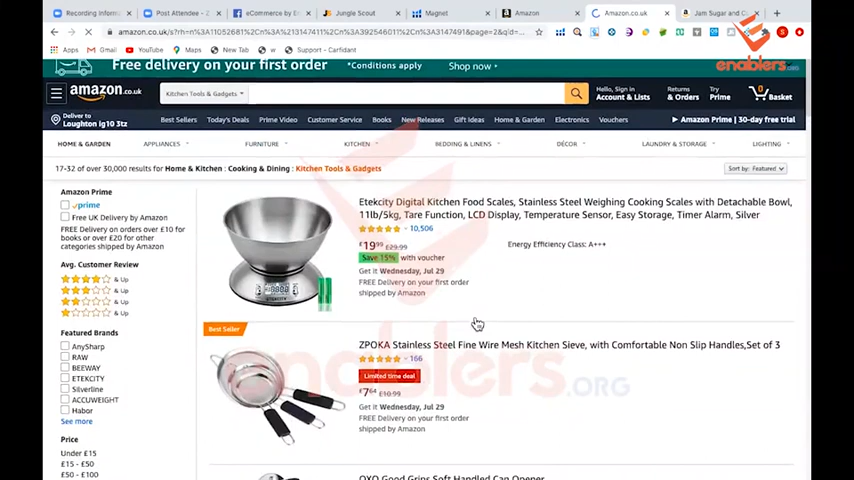 Recording Informa
Post Attendee - Z
eCommerce by En
Jungle Scout
Magnet
Amazon
Amazon.co.uk
Jam Sugar and C
amazon.co.uk/s?rh=n%3A11052681%2Cn%3A3147411%2Cn%3A392546011%2Cn%3A3147491&page=2&qid=...
Apps
Gmail
YouTube
Maps
New Tab
w
Support - Carfidant
enablers.ORG
Free delivery on your first order
*Conditions apply
Shop now
amazon.co.uk
Kitchen Tools & Gadgets
Hello, Sign in
Account & Lists
Returns
& Orders
Try
Prime
0
Basket
Deliver to
Loughton ig10 3tz
Best Sellers
Today's Deals
Prime Video
Customer Service
Books
New Releases
Gift Ideas
Home & Garden
Electronics
Vouchers
Amazon Prime | 30-day free trial
HOME & GARDEN
APPLIANCES
FURNITURE
KITCHEN
BEDDING & LINENS
DÉCOR
LAUNDRY & STORAGE
LIGHTING
17-32 of over 30,000 results for Home & Kitchen : Cooking & Dining : Kitchen Tools & Gadgets
Sort by: Featured
Amazon Prime
prime
Free UK Delivery by Amazon
FREE Delivery on orders over £10 for
books or over £20 for other
categories shipped by Amazon
Avg. Customer Review
& Up
& Up
& Up
& Up
Featured Brands
AnySharp
RAW
BEEWAY
ETEKCITY
Silverline
ACCUWEIGHT
Habor
See more
Price
Under £15
£15 - £50
£50 - £100
Etekcity Digital Kitchen Food Scales, Stainless Steel Weighing Cooking Scales with Detachable Bowl,
11lb/5kg, Tare Function, LCD Display, Temperature Sensor, Easy Storage, Timer Alarm, Silver
10,506
£19 99 £29.99
Energy Efficiency Class: A+++
Save 15% with voucher
Get it Wednesday, Jul 29
FREE Delivery on your first order
shipped by Amazon
Best Seller
ZPOKA Stainless Steel Fine Wire Mesh Kitchen Sieve, with Comfortable Non Slip Handles,Set of 3
166
Limited time deal
£7 64 £10.99
Get it Wednesday, Jul 29
FREE Delivery on your first order
shipped by Amazon
enablers.ORG
OXO Good Grips Soft Handled Can Opener